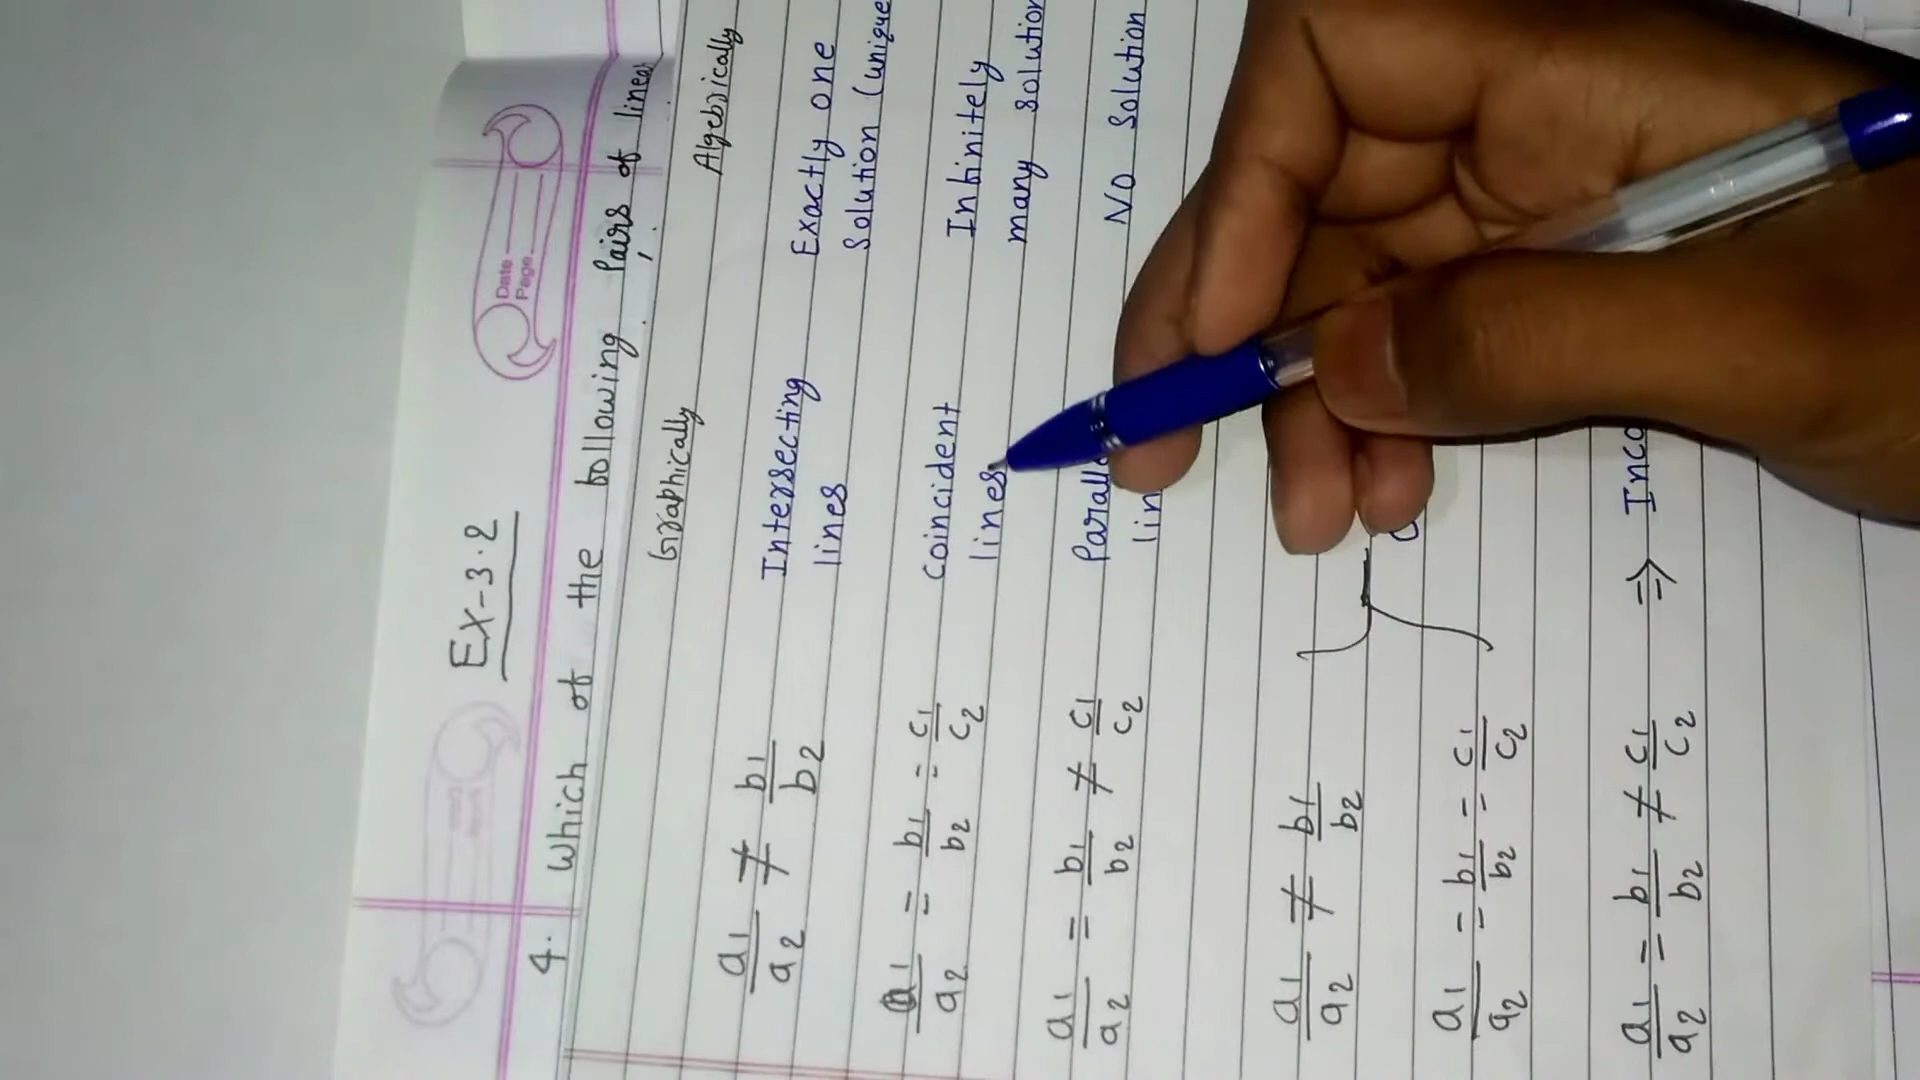 Date
Page
EX-3.2
4. Which of the following Pairs of linear
Graphically Algebrically
a1/a2 ≠ b1/b2 Intersecting lines Exactly one Solution (unique
a1/a2 = b1/b2 = c1/c2 Coincident lines Infinitely many solution
a1/a2 = b1/b2 ≠ c1/c2 No Solution
a1/a2 ≠ b1/b2
a1/a2 = b1/b2 = c1/c2
a1/a2 = b1/b2 ≠ c1/c2 ⇒